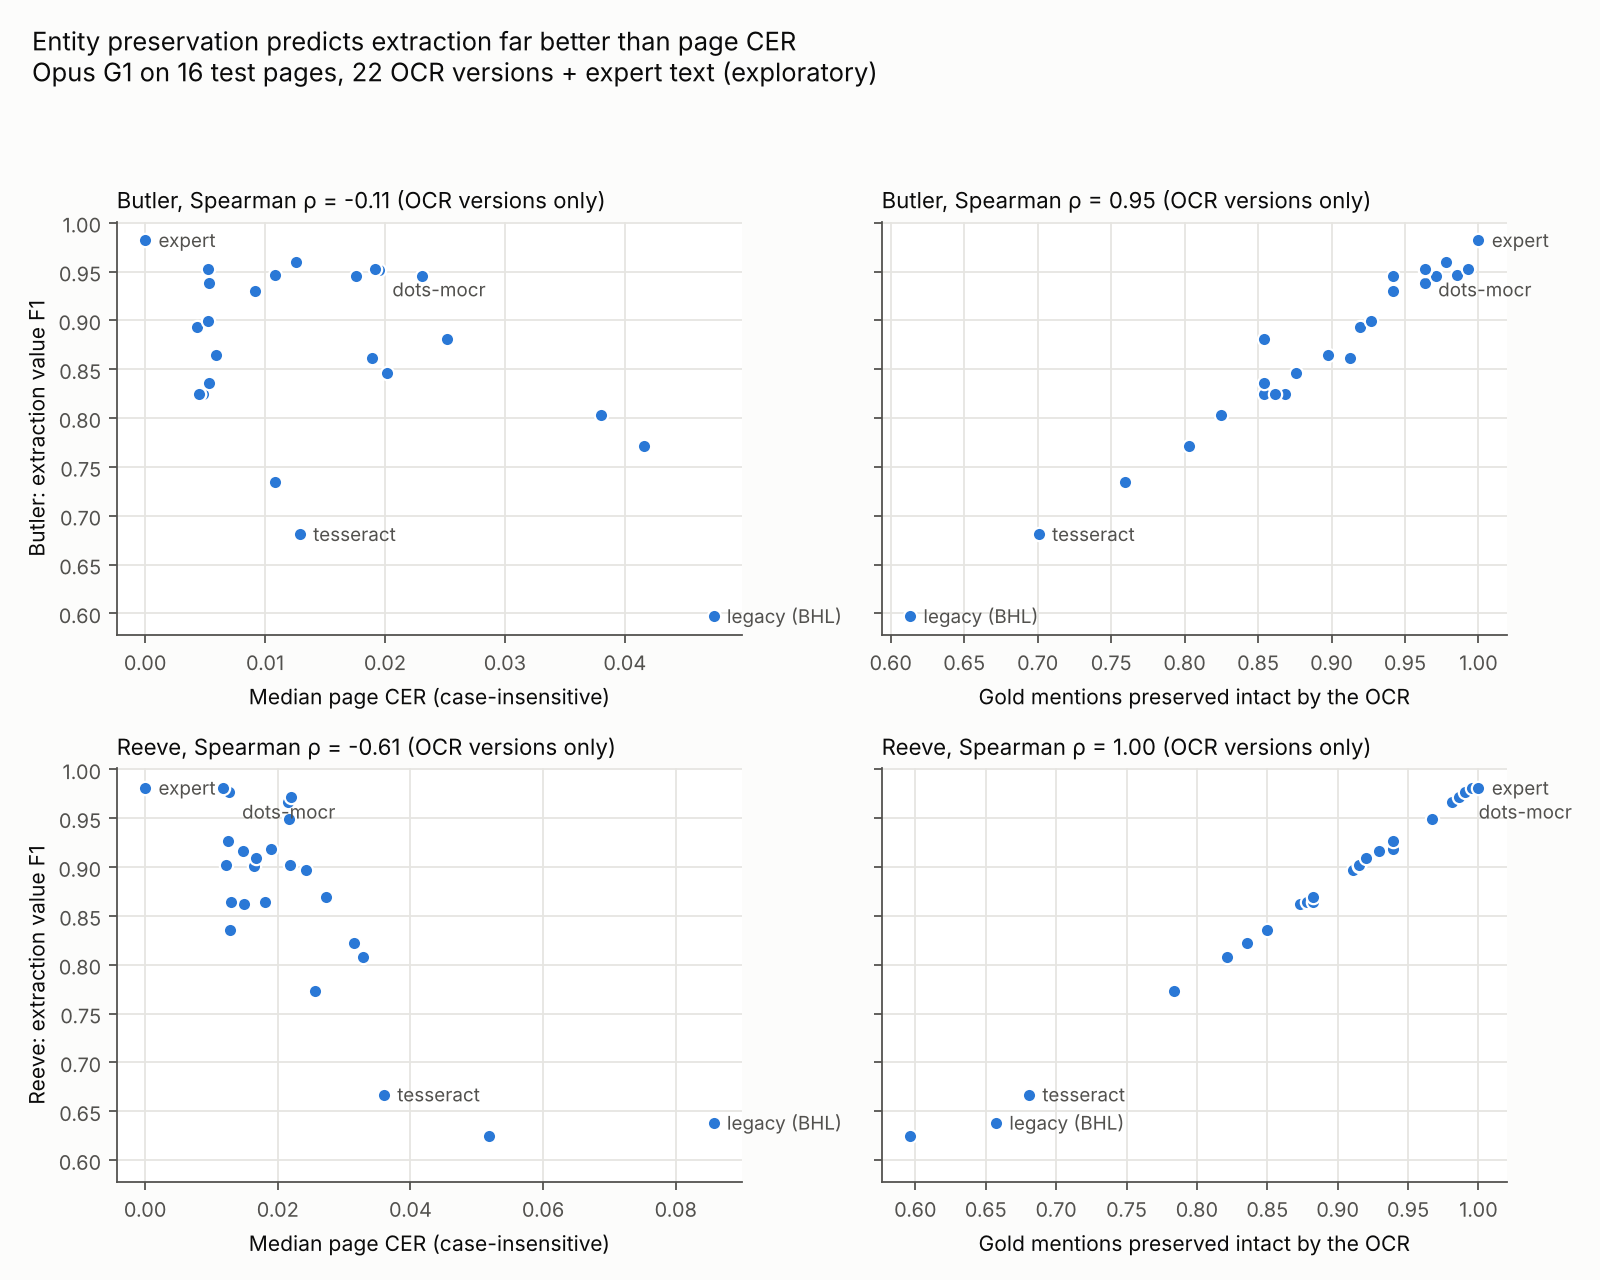 Entity preservation predicts extraction far better than page CER
Opus G1 on 16 test pages, 22 OCR versions + expert text (exploratory)
Butler, Spearman ρ = -0.11 (OCR versions only)
Butler: extraction value F1
1.00
0.95
0.90
0.85
0.80
0.75
0.70
0.65
0.60
expert
dots-mocr
tesseract
legacy (BHL)
0.00 0.01 0.02 0.03 0.04
Median page CER (case-insensitive)
Butler, Spearman ρ = 0.95 (OCR versions only)
expert
dots-mocr
tesseract
legacy (BHL)
0.60 0.65 0.70 0.75 0.80 0.85 0.90 0.95 1.00
Gold mentions preserved intact by the OCR
Reeve, Spearman ρ = -0.61 (OCR versions only)
Reeve: extraction value F1
1.00
0.95
0.90
0.85
0.80
0.75
0.70
0.65
0.60
expert
dots-mocr
tesseract
legacy (BHL)
0.00 0.02 0.04 0.06 0.08
Median page CER (case-insensitive)
Reeve, Spearman ρ = 1.00 (OCR versions only)
expert
dots-mocr
tesseract
legacy (BHL)
0.60 0.65 0.70 0.75 0.80 0.85 0.90 0.95 1.00
Gold mentions preserved intact by the OCR